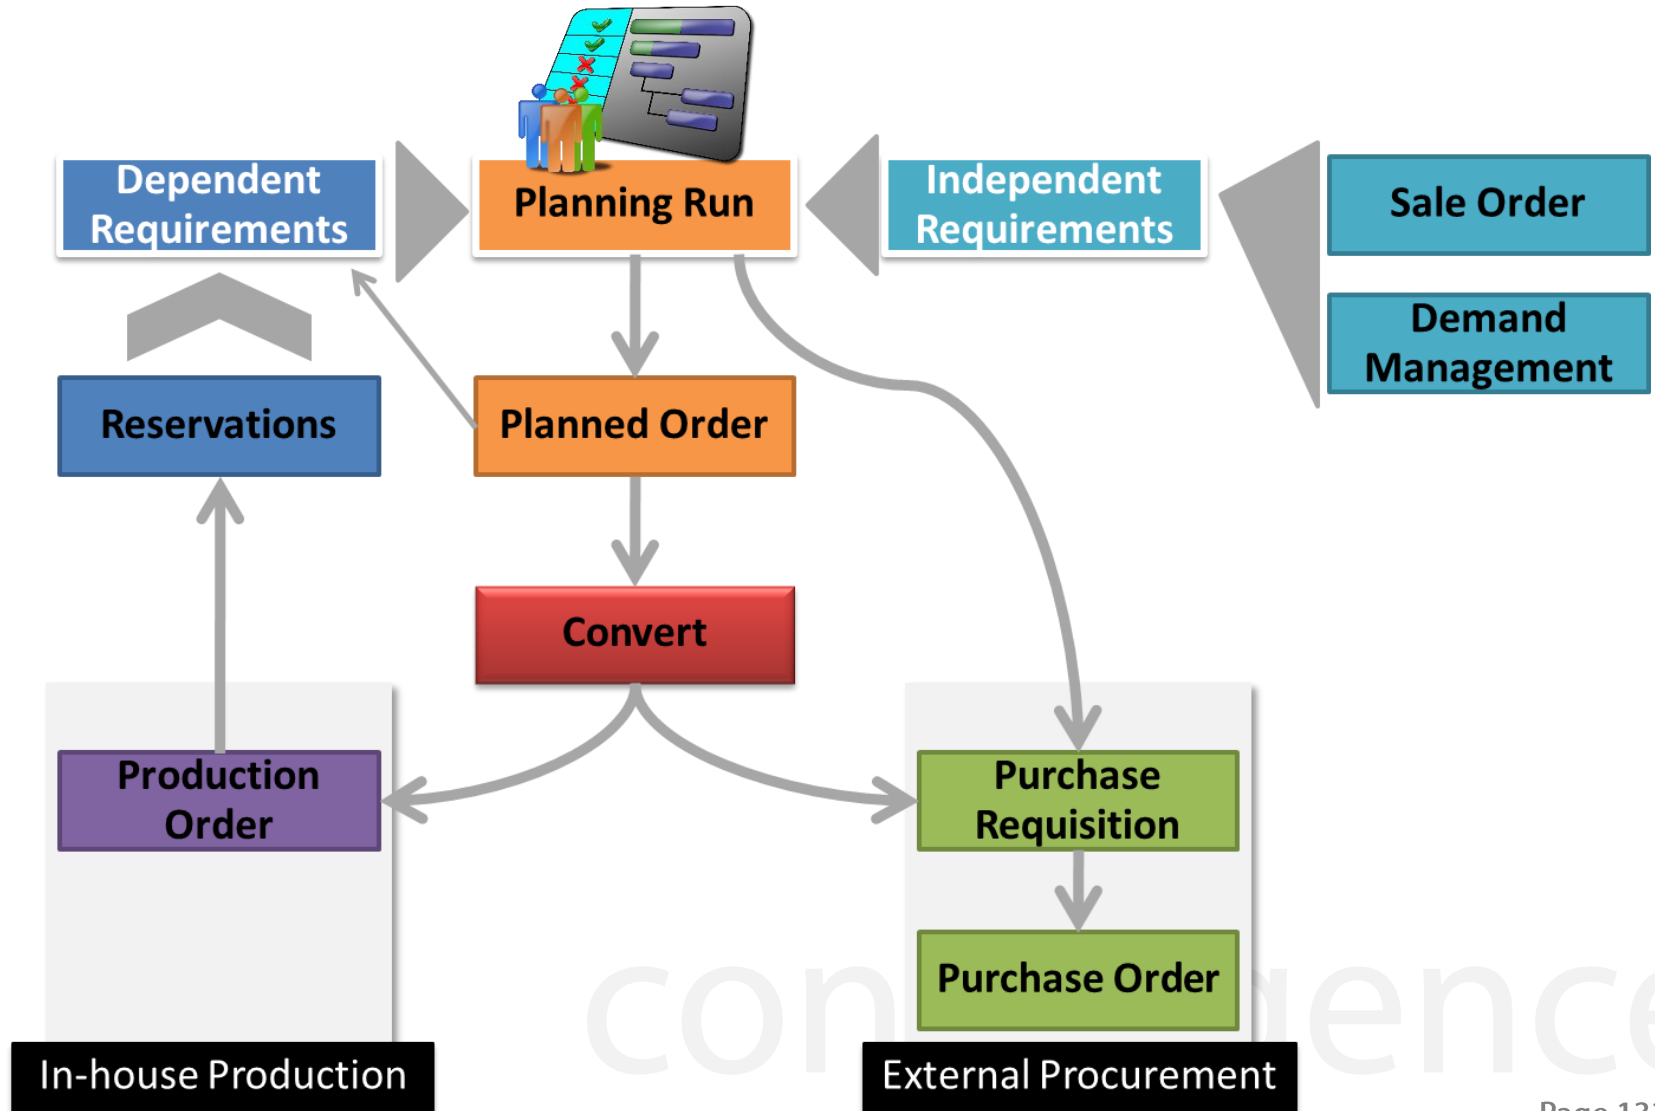 Dependent
Requirements
Planning Run
Independent
Requirements
Sale Order
Demand
Management
Reservations
Planned Order
Convert
Production
Order
Purchase
Requisition
Purchase Order
In-house Production
External Procurement